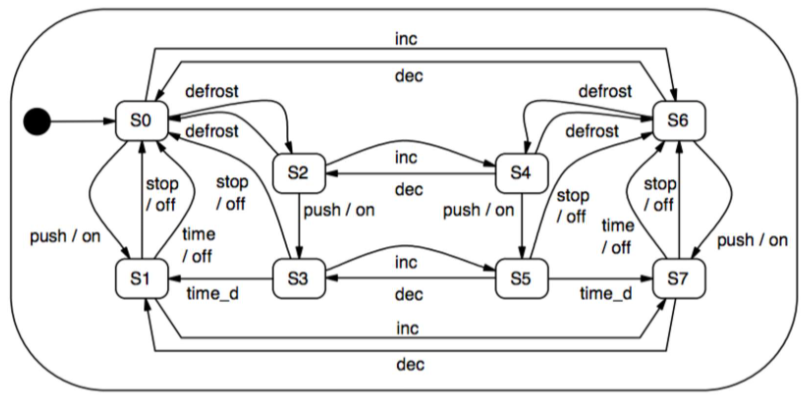 inc
dec
defrost
defrost
S0
S6
defrost
defrost
inc
S2
S4
dec
stop
/ off
stop
/ off
push / on
push / on
stop
/ off
time
/ off
stop
/ off
push / on
time
/ off
push / on
inc
S1
S3
S5
S7
time_d
dec
time_d
inc
dec